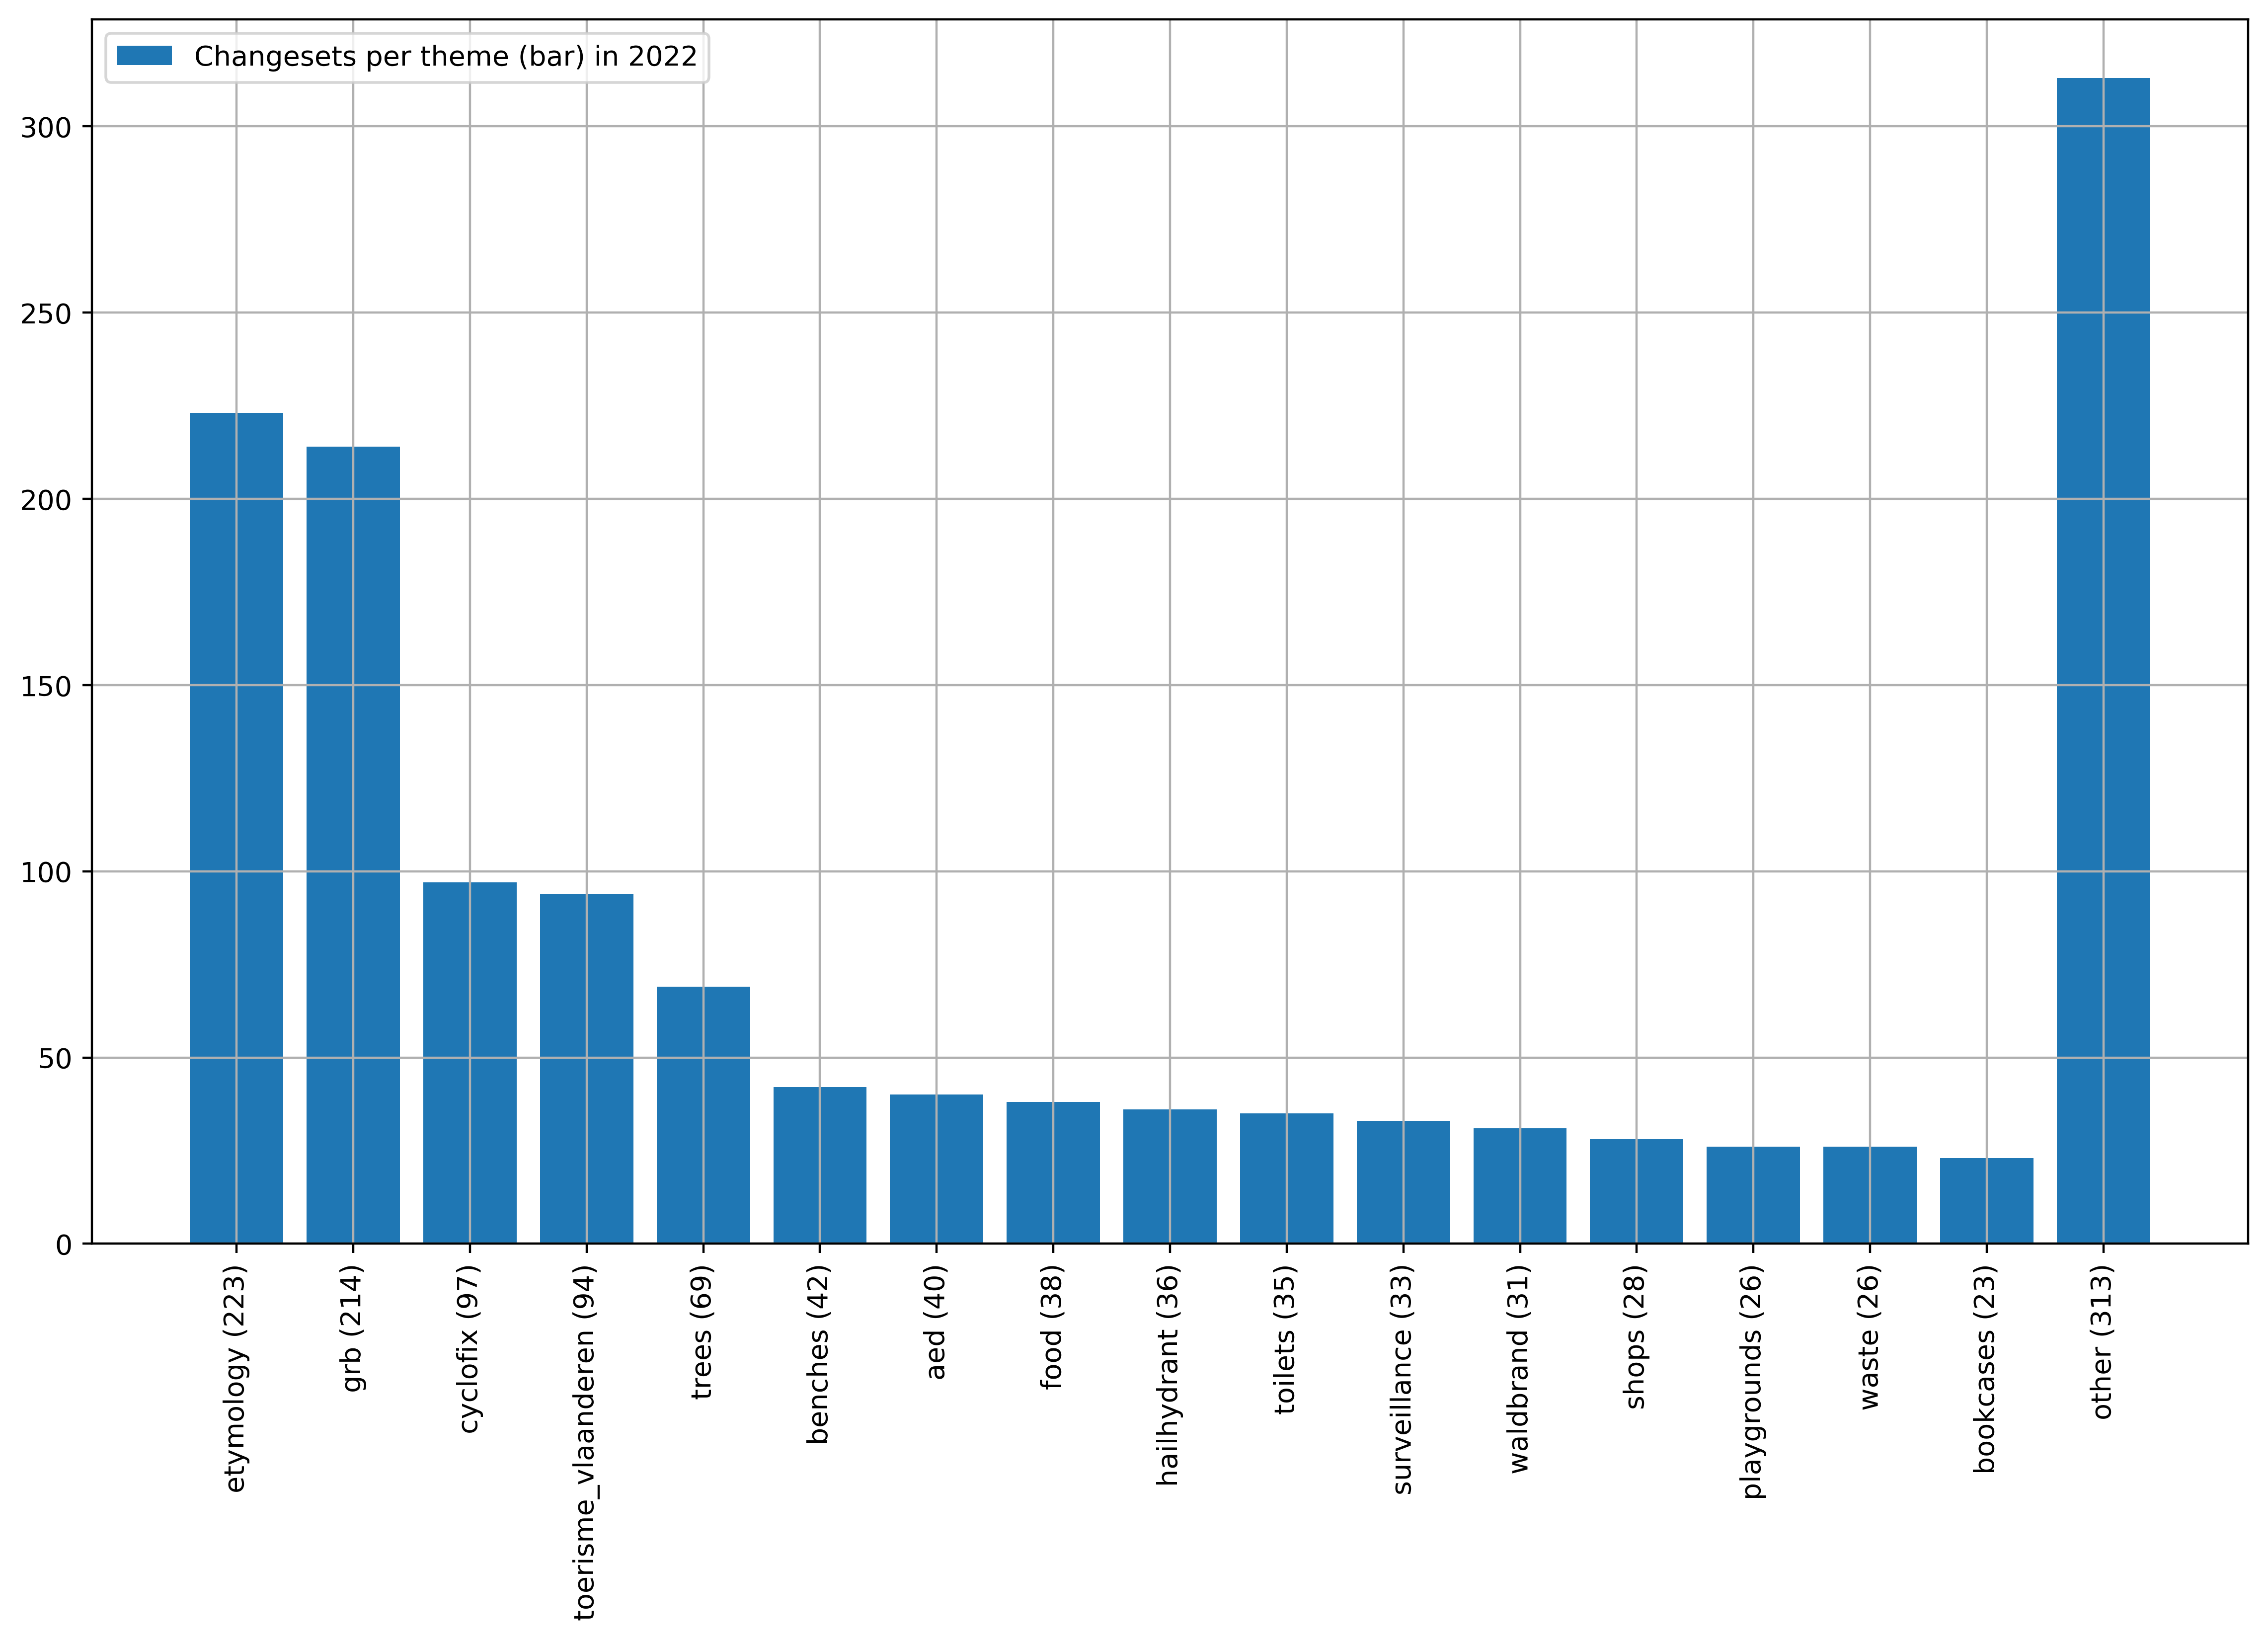 Changesets per theme (bar) in 2022
300
250
200
150
100
50
0
etymology (223)
grb (214)
cyclofix (97)
toerisme_vlaanderen (94)
trees (69)
benches (42)
aed (40)
food (38)
hailhydrant (36)
toilets (35)
surveillance (33)
waldbrand (31)
shops (28)
playgrounds (26)
waste (26)
bookcases (23)
other (313)